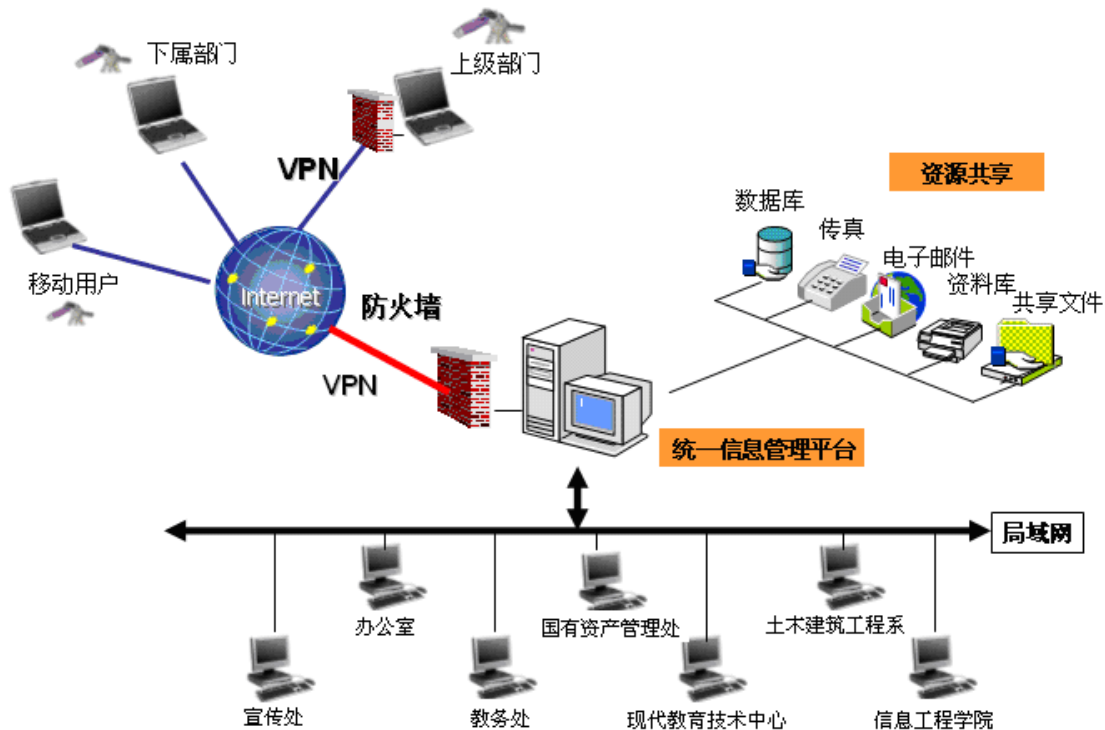 下属部门
上级部门
VPN
移动用户
Internet
防火墙
VPN
资源共享
数据库
传真
电子邮件
资料库
共享文件
统一信息管理平台
局域网
办公室
国有资产管理处
土木建筑工程系
宣传处
教务处
现代教育技术中心
信息工程学院